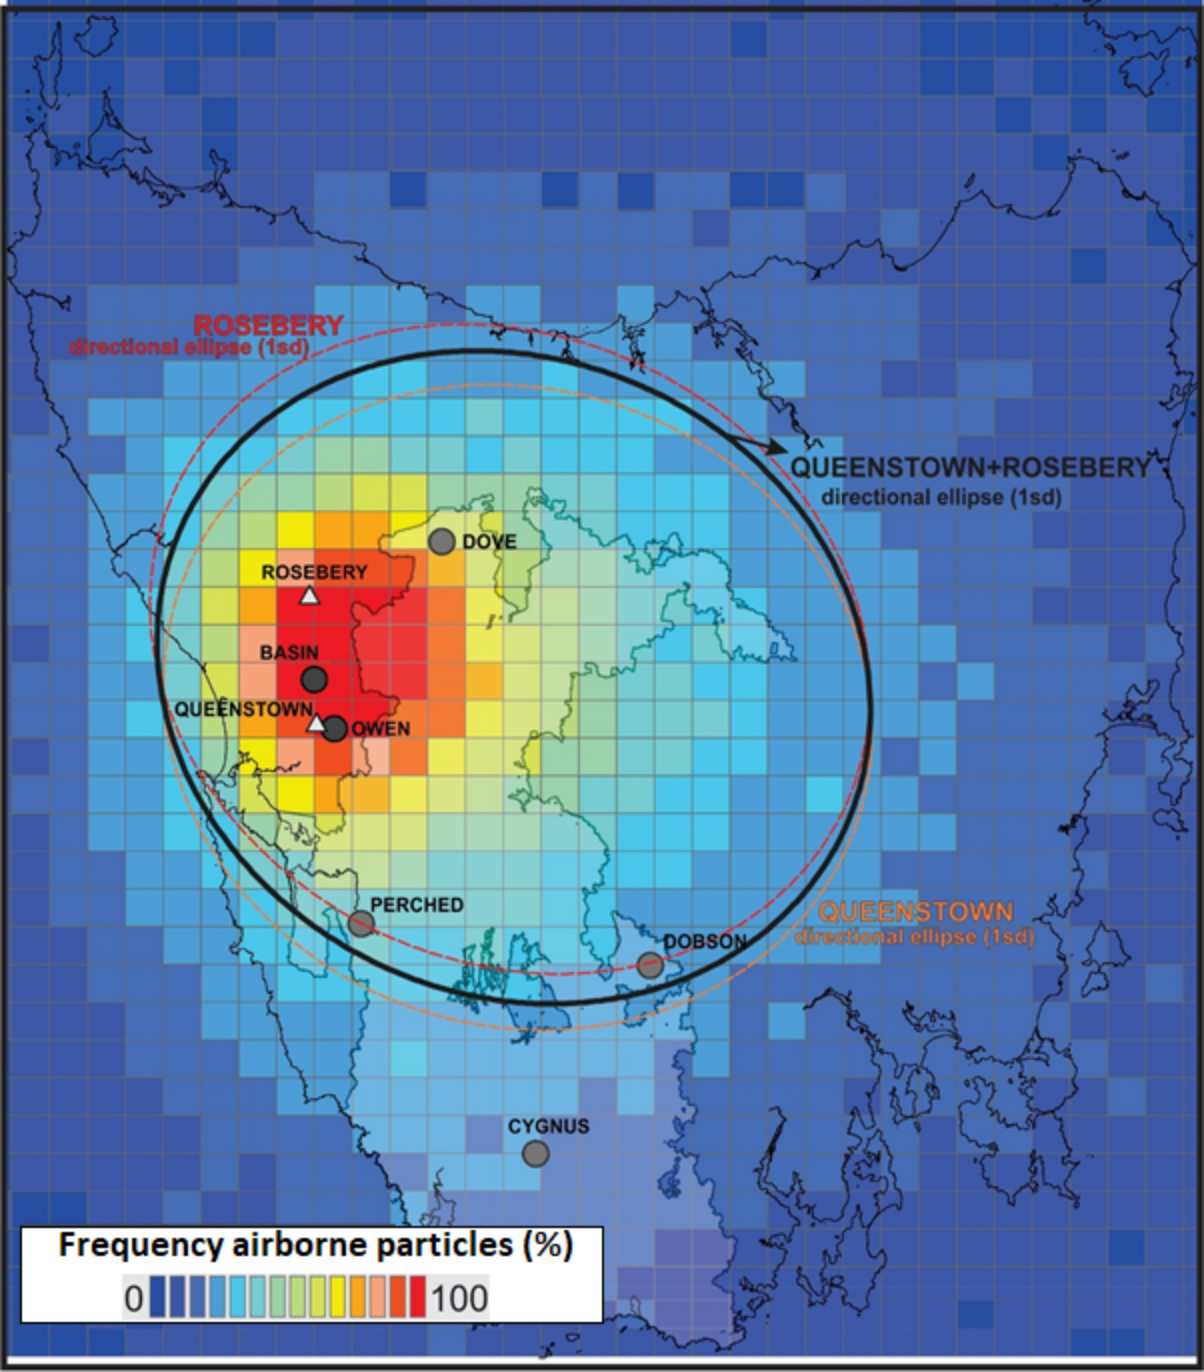 ROSEBERY
directional ellipse (1sd)
QUEENSTOWN+ROSEBERY
directional ellipse (1sd)
DOVE
ROSEBERY
BASIN
QUEENSTOWN
OWEN
PERCHED
QUEENSTOWN
directional ellipse (1sd)
DOBSON
CYGNUS
Frequency airborne particles (%)
0 100